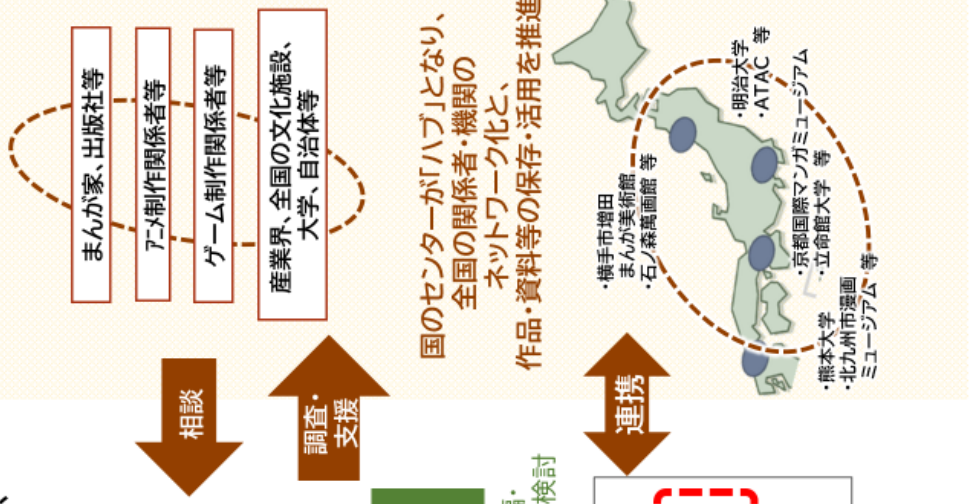 まんが家、出版社等
アニメ制作関係者等
ゲーム制作関係者等
産業界、全国の文化施設、
大学、自治体等
国のセンターが「ハブ」となり、
全国の関係者・機関の
ネットワーク化と、
作品・資料等の保存・活用を推進
・横手市増田
まんが美術館
・石ノ森萬画館 等
・明治大学
・ATAC 等
・京都国際マンガミュージアム
・立命館大学 等
・熊本大学
・北九州市漫画
ミュージアム 等
相談
調査・
支援
連携
検討